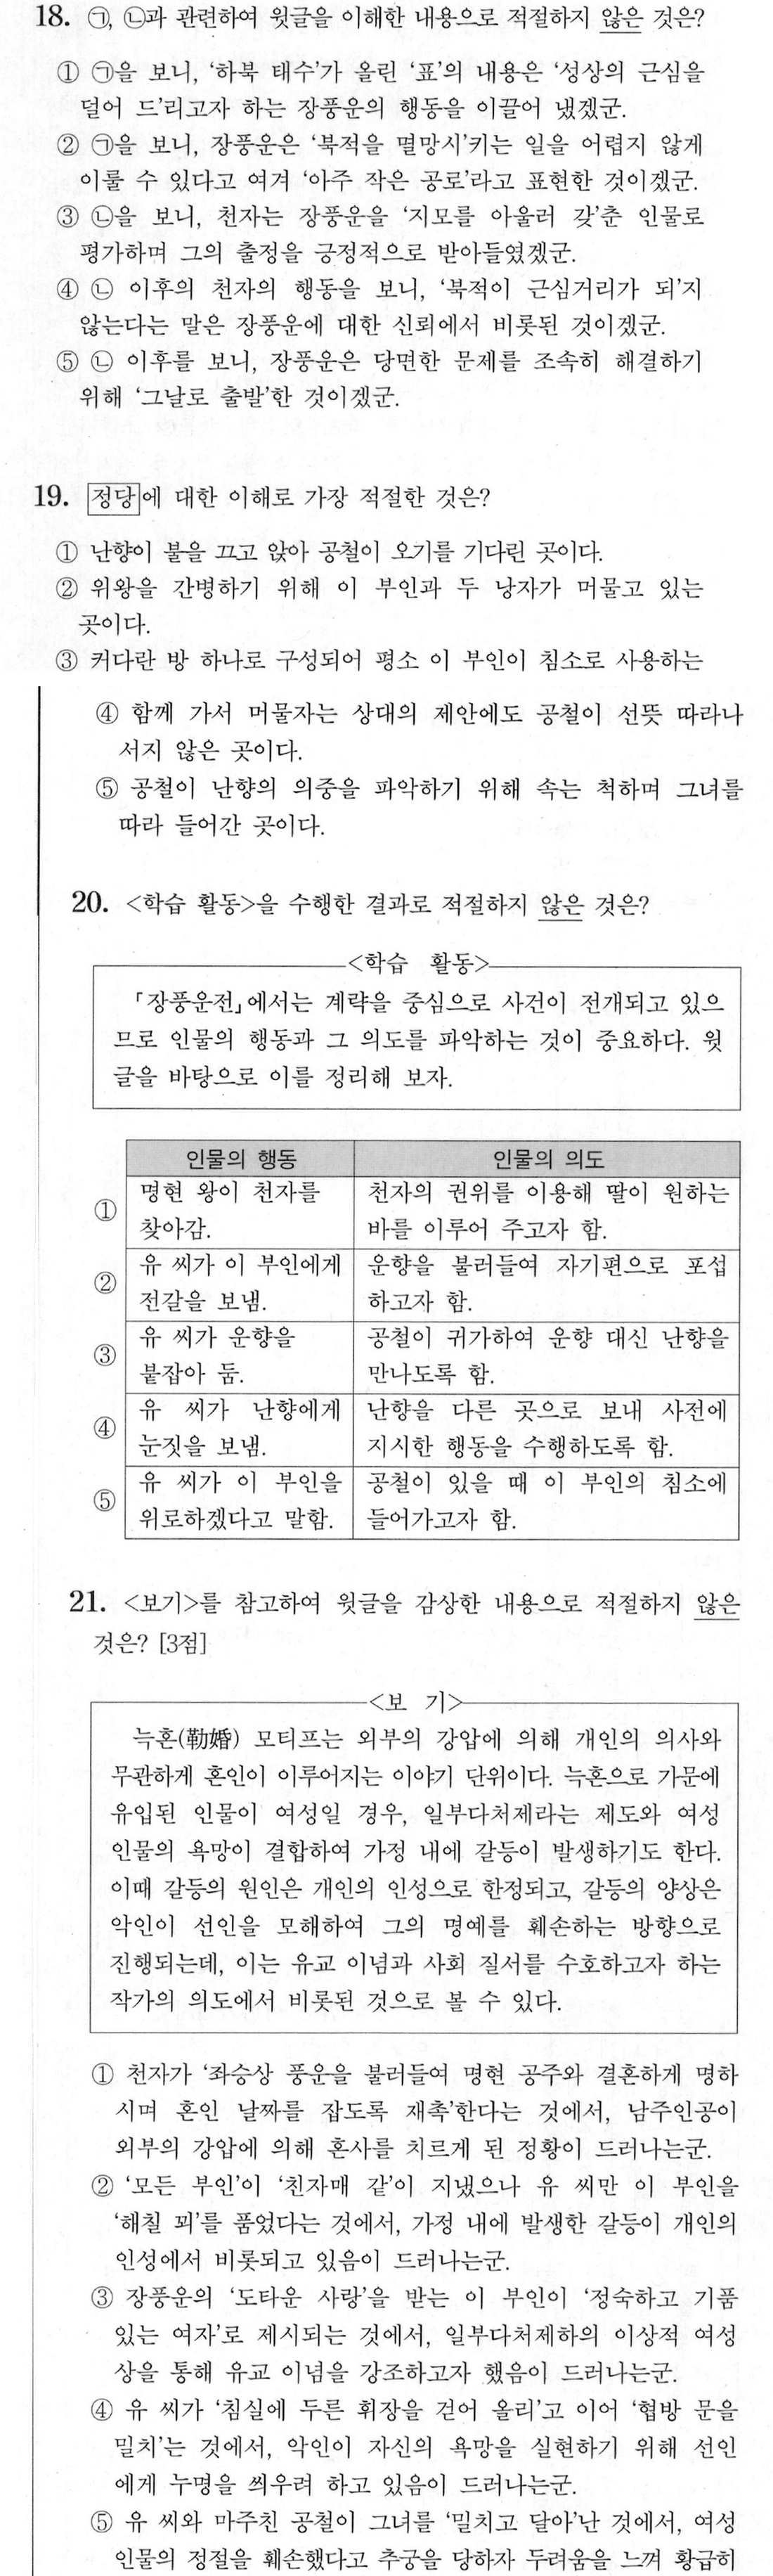 18. ㉠, ㉡과 관련하여 윗글을 이해한 내용으로 적절하지 않은 것은?
① ㉠을 보니, ‘하북 태수’가 올린 ‘표’의 내용은 ‘성상의 근심을
덜어 드’리고자 하는 장풍운의 행동을 이끌어 냈겠군.
② ㉠을 보니, 장풍운은 ‘북적을 멸망시’키는 일을 어렵지 않게
이룰 수 있다고 여겨 ‘아주 작은 공로’라고 표현한 것이겠군.
③ ㉡을 보니, 천자는 장풍운을 ‘지모를 아울러 갖’춘 인물로
평가하며 그의 출정을 긍정적으로 받아들였겠군.
④ ㉡ 이후의 천자의 행동을 보니, ‘북적이 근심거리가 되’지
않는다는 말은 장풍운에 대한 신뢰에서 비롯된 것이겠군.
⑤ ㉡ 이후를 보니, 장풍운은 당면한 문제를 조속히 해결하기
위해 ‘그날로 출발’한 것이겠군.
19. 정당에 대한 이해로 가장 적절한 것은?
① 난향이 불을 끄고 앉아 공철이 오기를 기다린 곳이다.
② 위왕을 간병하기 위해 이 부인과 두 낭자가 머물고 있는
곳이다.
③ 커다란 방 하나로 구성되어 평소 이 부인이 침소로 사용하는
④ 함께 가서 머물자는 상대의 제안에도 공철이 선뜻 따라나
서지 않은 곳이다.
⑤ 공철이 난향의 의중을 파악하기 위해 속는 척하며 그녀를
따라 들어간 곳이다.
20. <학습 활동>을 수행한 결과로 적절하지 않은 것은?
<학습 활동>
「장풍운전」에서는 계략을 중심으로 사건이 전개되고 있으
므로 인물의 행동과 그 의도를 파악하는 것이 중요하다. 윗
글을 바탕으로 이를 정리해 보자.
인물의 행동 인물의 의도
① 명현 왕이 천자를 찾아감. 천자의 권위를 이용해 딸이 원하는 바를 이루어 주고자 함.
② 유 씨가 이 부인에게 전갈을 보냄. 운향을 불러들여 자기편으로 포섭하고자 함.
③ 유 씨가 운향을 붙잡아 둠. 공철이 귀가하여 운향 대신 난향을 만나도록 함.
④ 유 씨가 난향에게 눈짓을 보냄. 난향을 다른 곳으로 보내 사전에 지시한 행동을 수행하도록 함.
⑤ 유 씨가 이 부인을 위로하겠다고 말함. 공철이 있을 때 이 부인의 침소에 들어가고자 함.
21. <보기>를 참고하여 윗글을 감상한 내용으로 적절하지 않은
것은? [3점]
<보 기>
늑혼(勒婚) 모티프는 외부의 강압에 의해 개인의 의사와
무관하게 혼인이 이루어지는 이야기 단위이다. 늑혼으로 가문에
유입된 인물이 여성일 경우, 일부다처제라는 제도와 여성
인물의 욕망이 결합하여 가정 내에 갈등이 발생하기도 한다.
이때 갈등의 원인은 개인의 인성으로 한정되고, 갈등의 양상은
악인이 선인을 모해하여 그의 명예를 훼손하는 방향으로
진행되는데, 이는 유교 이념과 사회 질서를 수호하고자 하는
작가의 의도에서 비롯된 것으로 볼 수 있다.
① 천자가 ‘좌승상 풍운을 불러들여 명현 공주와 결혼하게 명하
시며 혼인 날짜를 잡도록 재촉’한다는 것에서, 남주인공이
외부의 강압에 의해 혼사를 치르게 된 정황이 드러나는군.
② ‘모든 부인’이 ‘친자매 같’이 지냈으나 유 씨만 이 부인을
‘해칠 꾀’를 품었다는 것에서, 가정 내에 발생한 갈등이 개인의
인성에서 비롯되고 있음이 드러나는군.
③ 장풍운의 ‘도타운 사랑’을 받는 이 부인이 ‘정숙하고 기품
있는 여자’로 제시되는 것에서, 일부다처제하의 이상적 여성
상을 통해 유교 이념을 강조하고자 했음이 드러나는군.
④ 유 씨가 ‘침실에 두른 휘장을 걷어 올리’고 이어 ‘협방 문을
밀치’는 것에서, 악인이 자신의 욕망을 실현하기 위해 선인
에게 누명을 씌우려 하고 있음이 드러나는군.
⑤ 유 씨와 마주친 공철이 그녀를 ‘밀치고 달아’난 것에서, 여성
인물의 정절을 훼손했다고 추궁을 당하자 두려움을 느껴 황급히